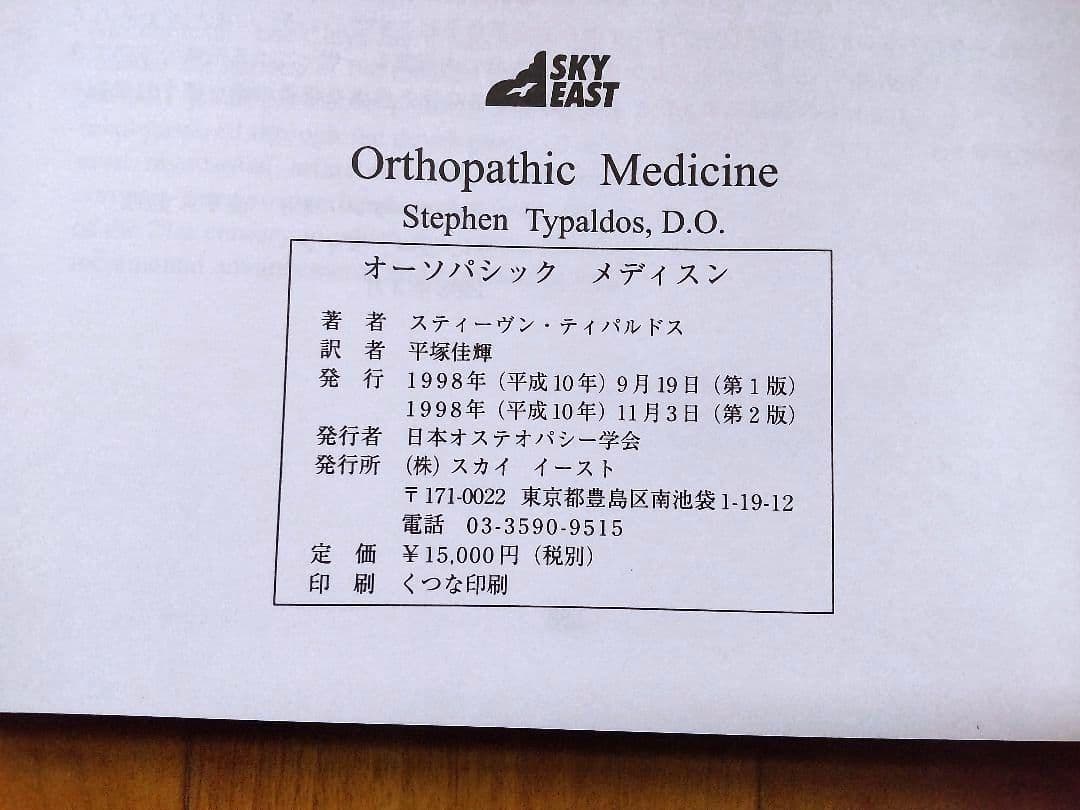 SKY
EAST
Orthopathic Medicine
Stephen Typaldos, D.O.
オーソパシック メディスン
著 者 スティーヴン・ティパルドス
訳 者 平塚佳輝
発 行 1998年（平成10年）9月19日（第1版）
1998年（平成10年）11月3日（第2版）
発行者 日本オステオパシー学会
発行所 （株）スカイ イースト
〒171-0022 東京都豊島区南池袋1-19-12
電話 03-3590-9515
定 価 ￥15,000円（税別）
印 刷 くつな印刷